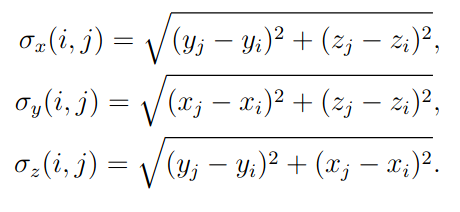 σ_x(i, j) = √((y_j − y_i)² + (z_j − z_i)²),
σ_y(i, j) = √((x_j − x_i)² + (z_j − z_i)²),
σ_z(i, j) = √((y_j − y_i)² + (x_j − x_i)²).